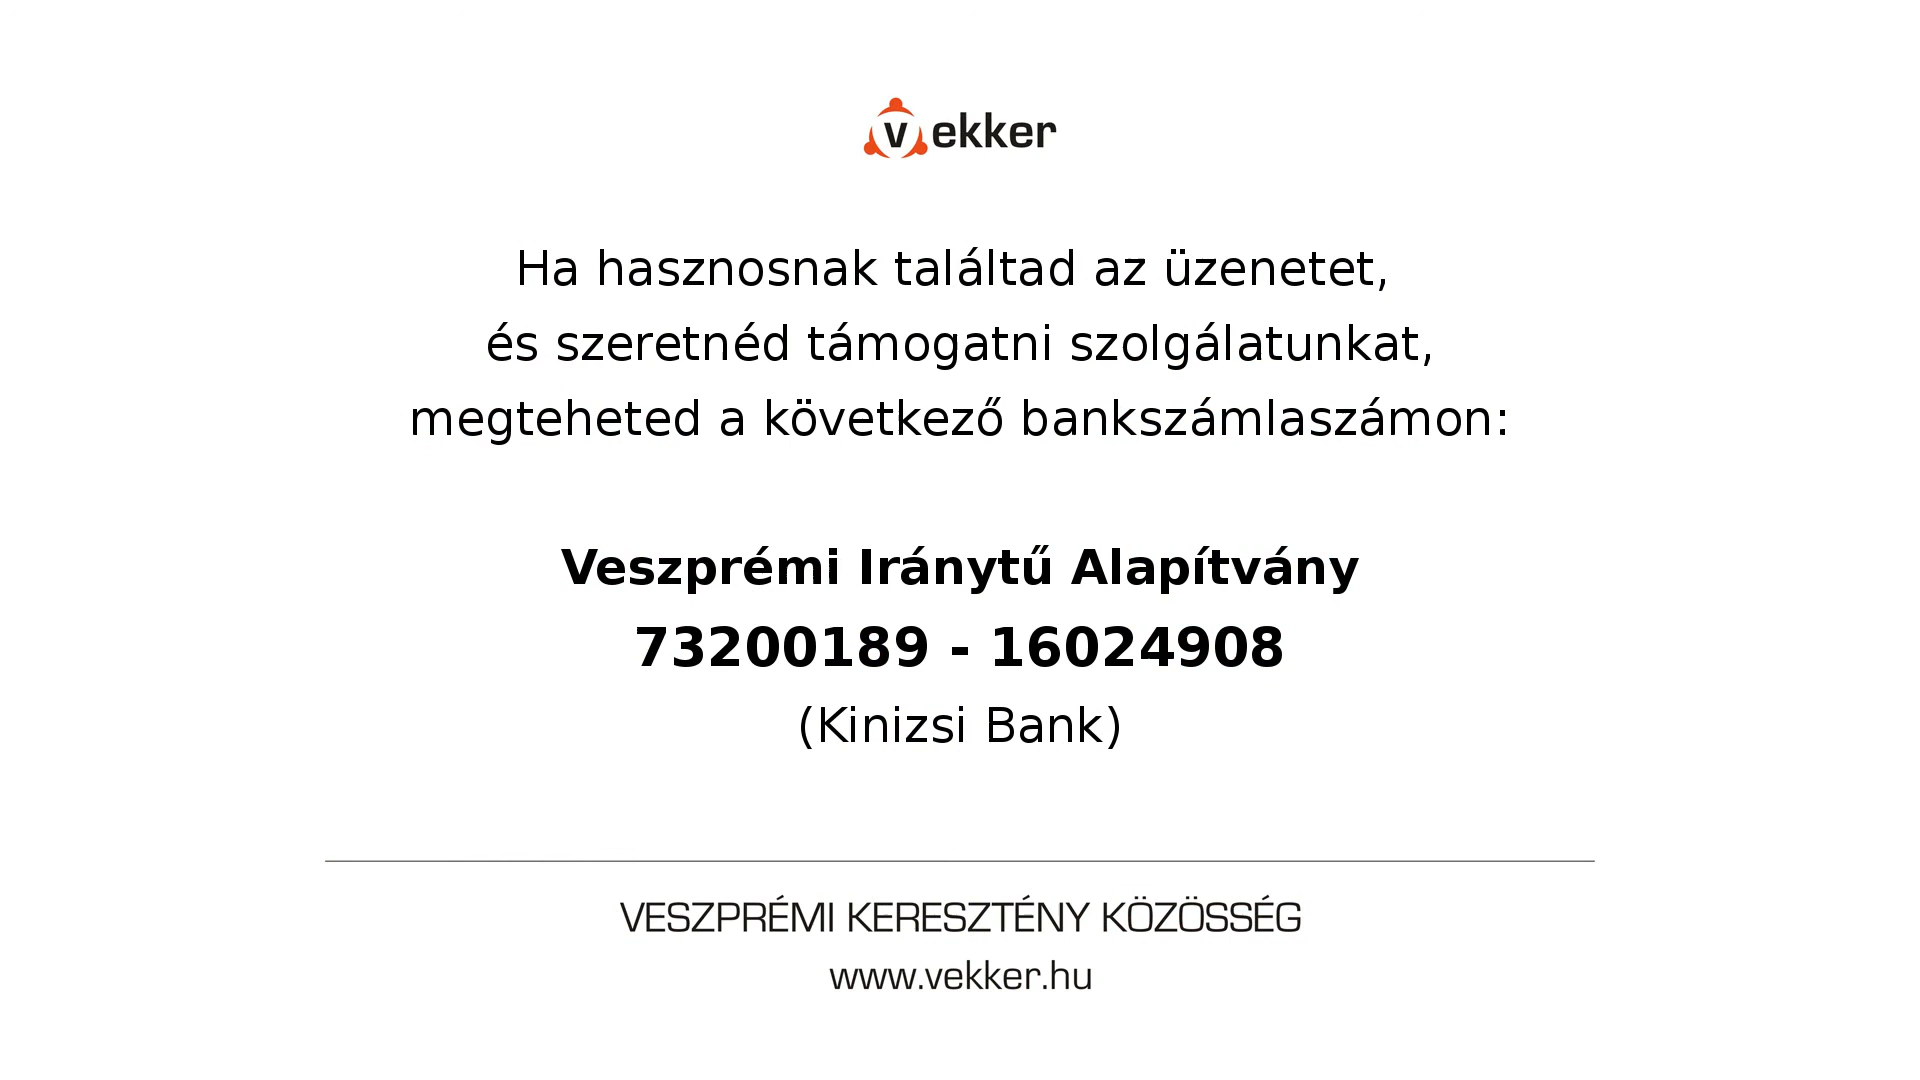 vekker
Ha hasznosnak találtad az üzenetet,
és szeretnéd támogatni szolgálatunkat,
megteheted a következő bankszámlaszámon:
Veszprémi Iránytű Alapítvány
73200189 - 16024908
(Kinizsi Bank)
VESZPRÉMI KERESZTÉNY KÖZÖSSÉG
www.vekker.hu